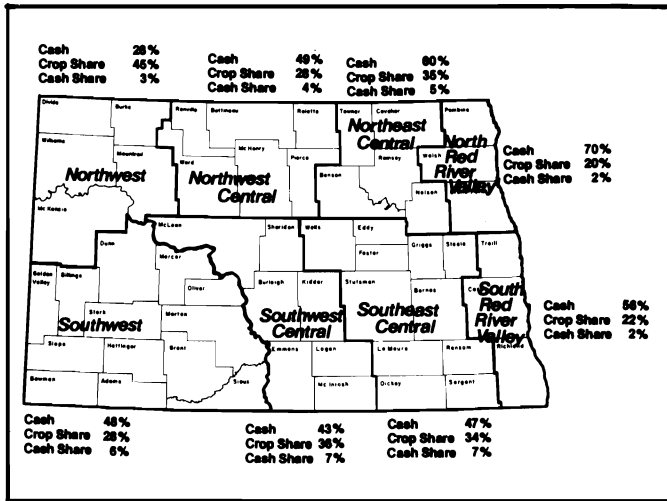 Cash 28%
Crop Share 45%
Cash Share 3%
Cash 49%
Crop Share 28%
Cash Share 4%
Cash 60%
Crop Share 35%
Cash Share 5%
Divide
Burke
Renville
Bottineau
Rolette
Towner
Cavalier
Pembina
Northeast
Central
North
Red
River
Valley
Williams
Mountrail
Ward
McHenry
Pierce
Benson
Ramsey
Walsh
Nelson
Northwest
Northwest
Central
Cash 70%
Crop Share 20%
Cash Share 2%
McKenzie
McLean
Sheridan
Wells
Eddy
Foster
Griggs
Steele
Traill
Dunn
Mercer
Oliver
Golden
Valley
Billings
Burleigh
Kidder
Stutsman
Barnes
Stark
Morton
Southwest
Southwest
Central
Southeast
Central
South
Red
River
Valley
Cash 56%
Crop Share 22%
Cash Share 2%
Slope
Hettinger
Grant
Emmons
Logan
La Moure
Ransom
Richland
Bowman
Adams
Sioux
McIntosh
Dickey
Sargent
Cash 48%
Crop Share 28%
Cash Share 6%
Cash 43%
Crop Share 36%
Cash Share 7%
Cash 47%
Crop Share 34%
Cash Share 7%